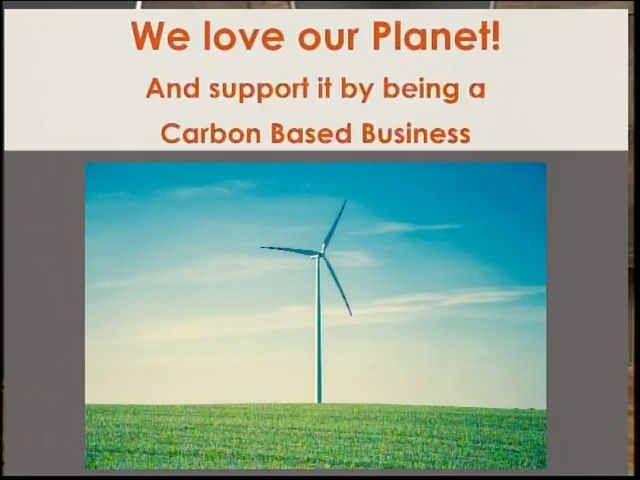 We love our Planet!
And support it by being a
Carbon Based Business